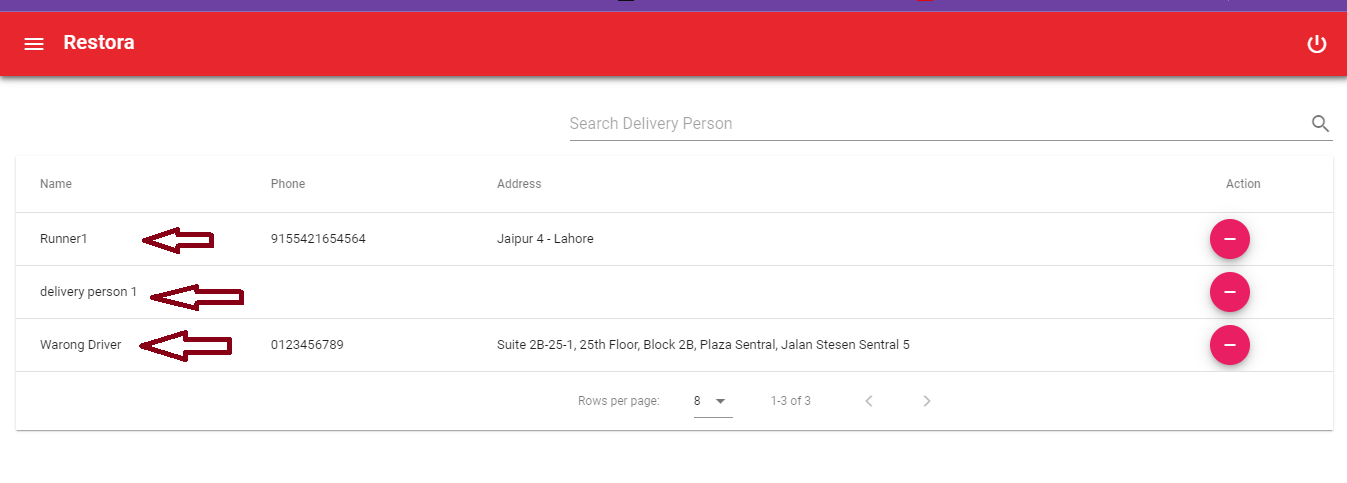 Restora
Search Delivery Person
Name Phone Address Action
Runner1 9155421654564 Jaipur 4 - Lahore
delivery person 1
Warong Driver 0123456789 Suite 2B-25-1, 25th Floor, Block 2B, Plaza Sentral, Jalan Stesen Sentral 5
Rows per page: 8 1-3 of 3